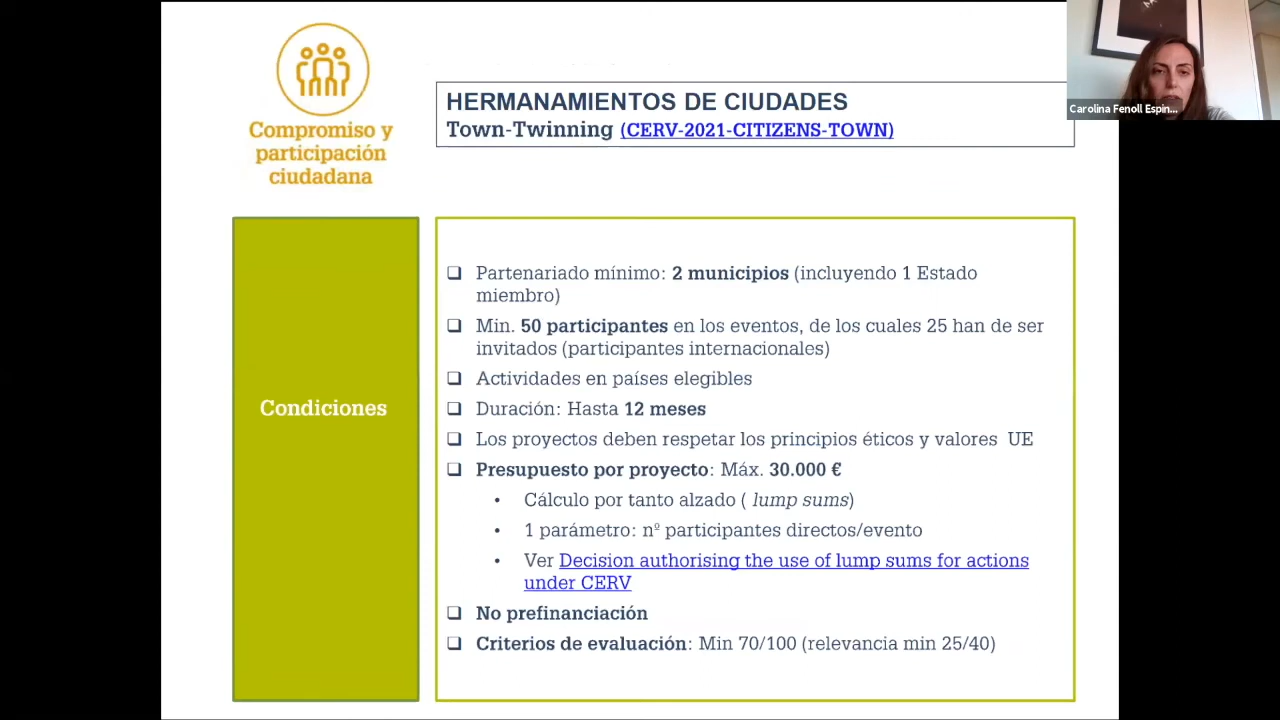 Compromiso y
participación
ciudadana
HERMANAMIENTOS DE CIUDADES
Town-Twinning (CERV-2021-CITIZENS-TOWN)
Carolina Fenoll Espin...
Condiciones
❑ Partenariado mínimo: 2 municipios (incluyendo 1 Estado
miembro)
❑ Min. 50 participantes en los eventos, de los cuales 25 han de ser
invitados (participantes internacionales)
❑ Actividades en países elegibles
❑ Duración: Hasta 12 meses
❑ Los proyectos deben respetar los principios éticos y valores UE
❑ Presupuesto por proyecto: Máx. 30.000 €
• Cálculo por tanto alzado ( lump sums)
• 1 parámetro: nº participantes directos/evento
• Ver Decision authorising the use of lump sums for actions
under CERV
❑ No prefinanciación
❑ Criterios de evaluación: Min 70/100 (relevancia min 25/40)